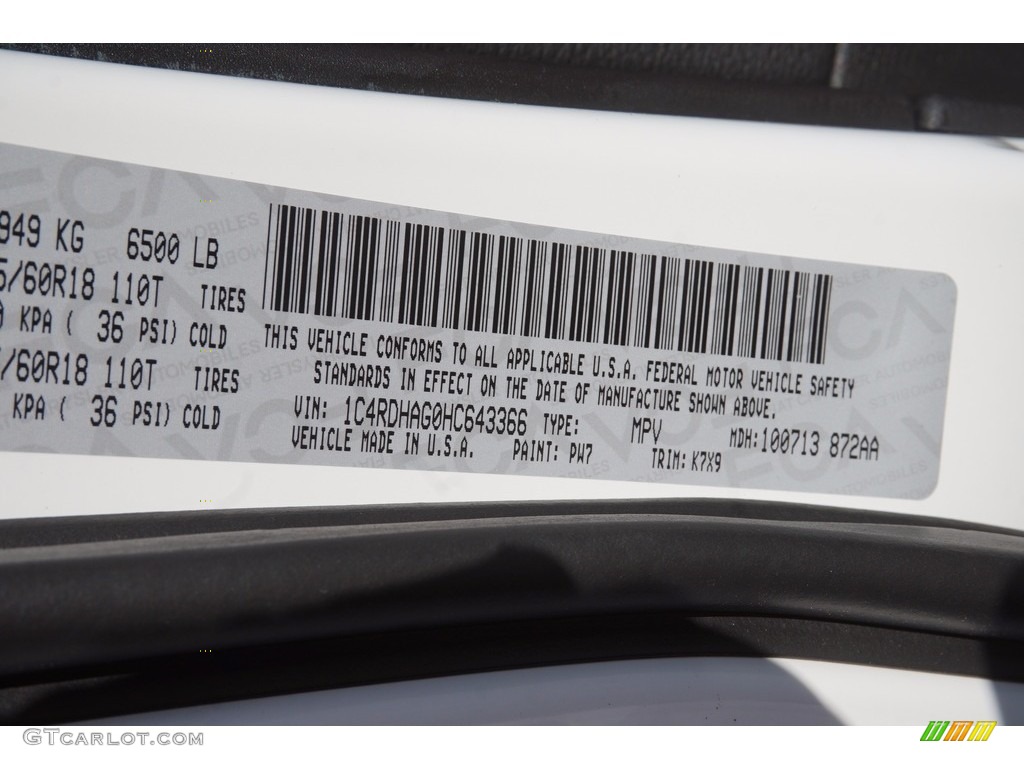 949 KG 6500 LB
5/60R18 110T TIRES
0 KPA ( 36 PSI) COLD
/60R18 110T TIRES
KPA ( 36 PSI) COLD
THIS VEHICLE CONFORMS TO ALL APPLICABLE U.S.A. FEDERAL MOTOR VEHICLE SAFETY
STANDARDS IN EFFECT ON THE DATE OF MANUFACTURE SHOWN ABOVE.
VIN: 1C4RDHAG0HC643366 TYPE: MPV MDH:100713 872AA
VEHICLE MADE IN U.S.A. PAINT: PW7 TRIM: K7X9
GTCarlot.com